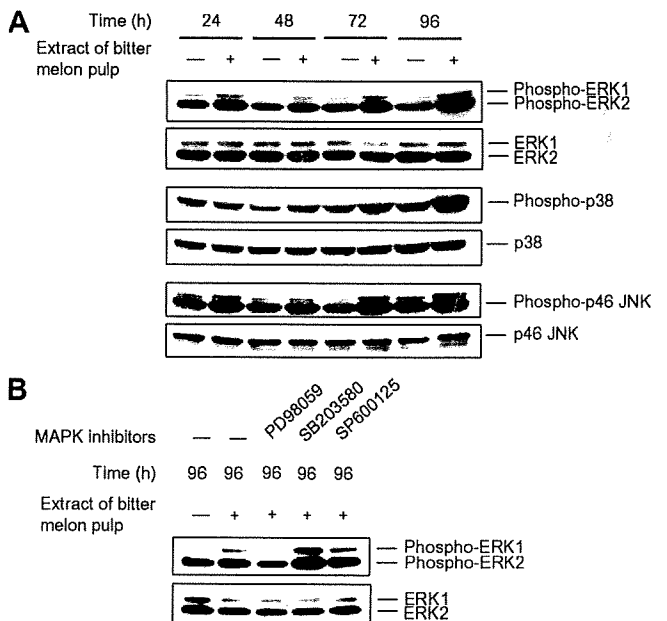 A
Time (h) 24 48 72 96
Extract of bitter melon pulp — + — + — + — +
Phospho-ERK1
Phospho-ERK2
ERK1
ERK2
Phospho-p38
p38
Phospho-p46 JNK
p46 JNK
B
MAPK inhibitors — — PD98059 SB203580 SP600125
Time (h) 96 96 96 96 96
Extract of bitter melon pulp — + + + +
Phospho-ERK1
Phospho-ERK2
ERK1
ERK2